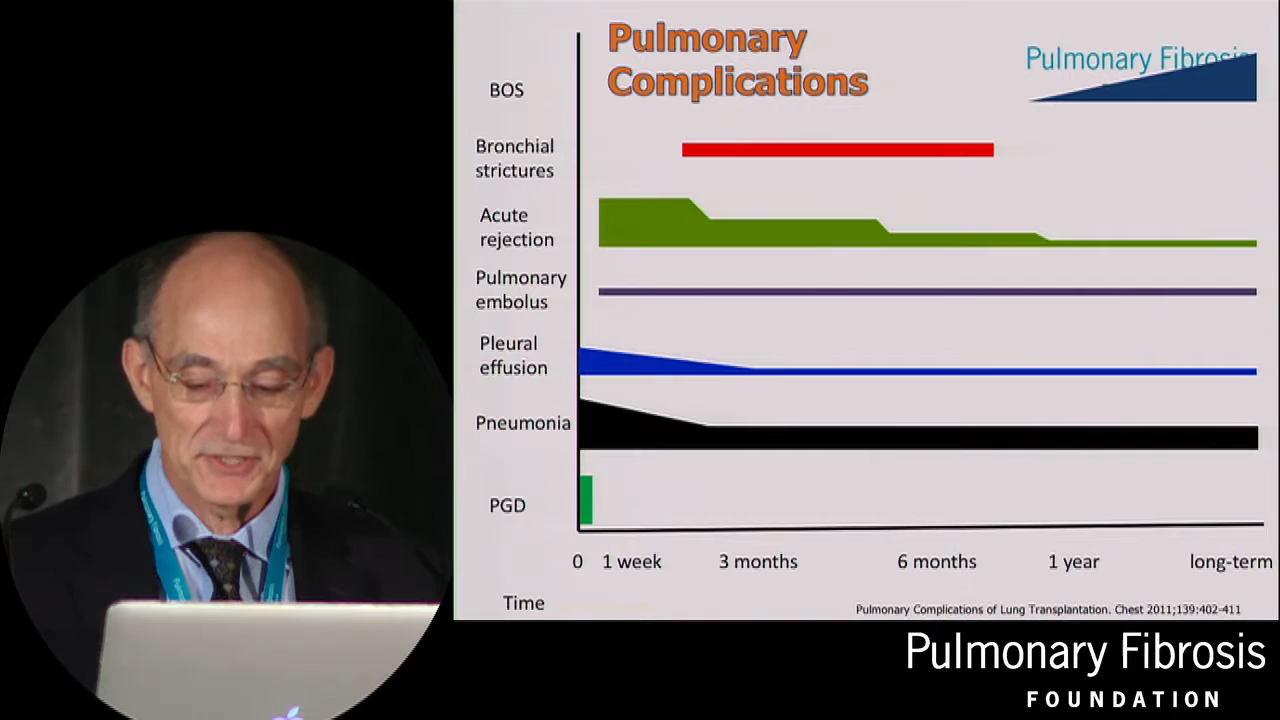 Pulmonary
Complications
Pulmonary Fibrosis
BOS
Bronchial
strictures
Acute
rejection
Pulmonary
embolus
Pleural
effusion
Pneumonia
PGD
0 1 week 3 months 6 months 1 year long-term
Time
Pulmonary Complications of Lung Transplantation. Chest 2011;139:402-411
Pulmonary Fibrosis
FOUNDATION